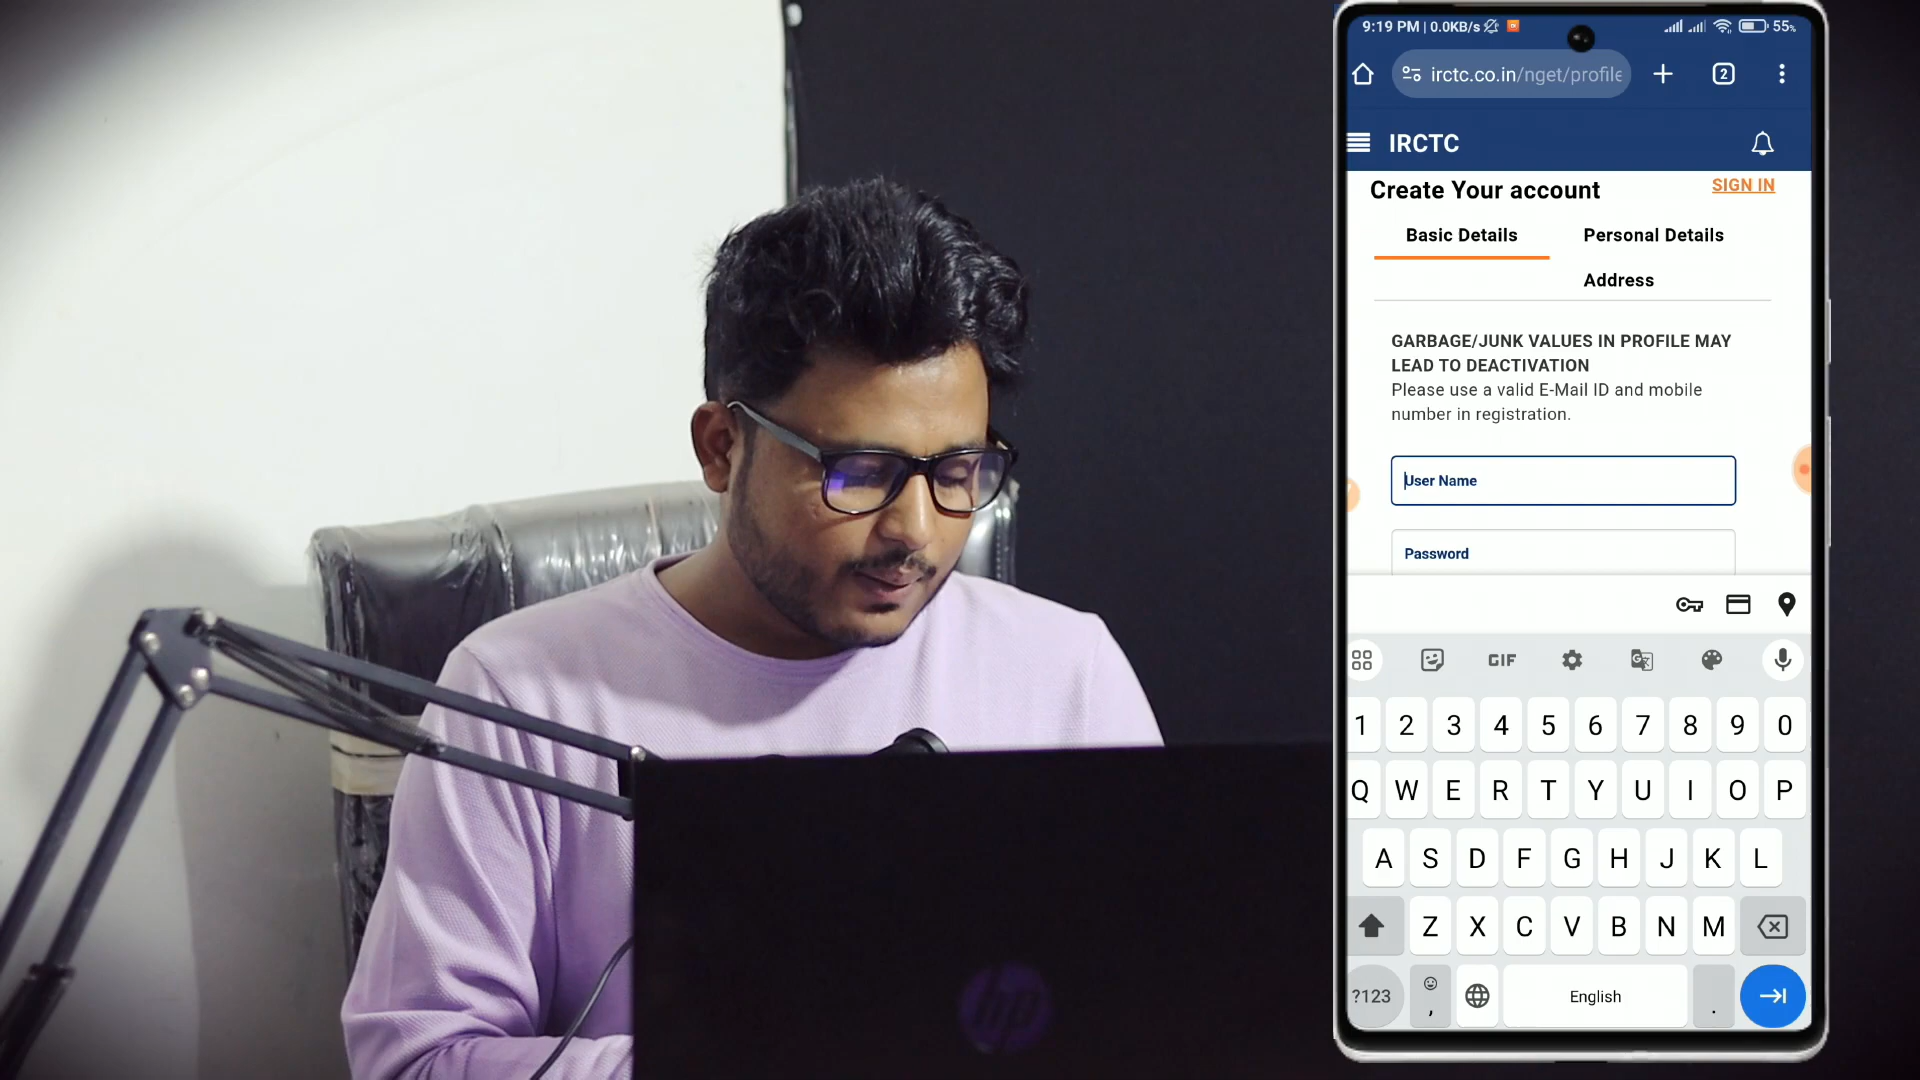 9:19 PM | 0.0KB/s 55%
irctc.co.in/nget/profile
2
IRCTC
Create Your account
SIGN IN
Basic Details
Personal Details
Address
GARBAGE/JUNK VALUES IN PROFILE MAY
LEAD TO DEACTIVATION
Please use a valid E-Mail ID and mobile
number in registration.
User Name
Password
GIF
1 2 3 4 5 6 7 8 9 0
Q W E R T Y U I O P
A S D F G H J K L
Z X C V B N M
?123 , English .
hp